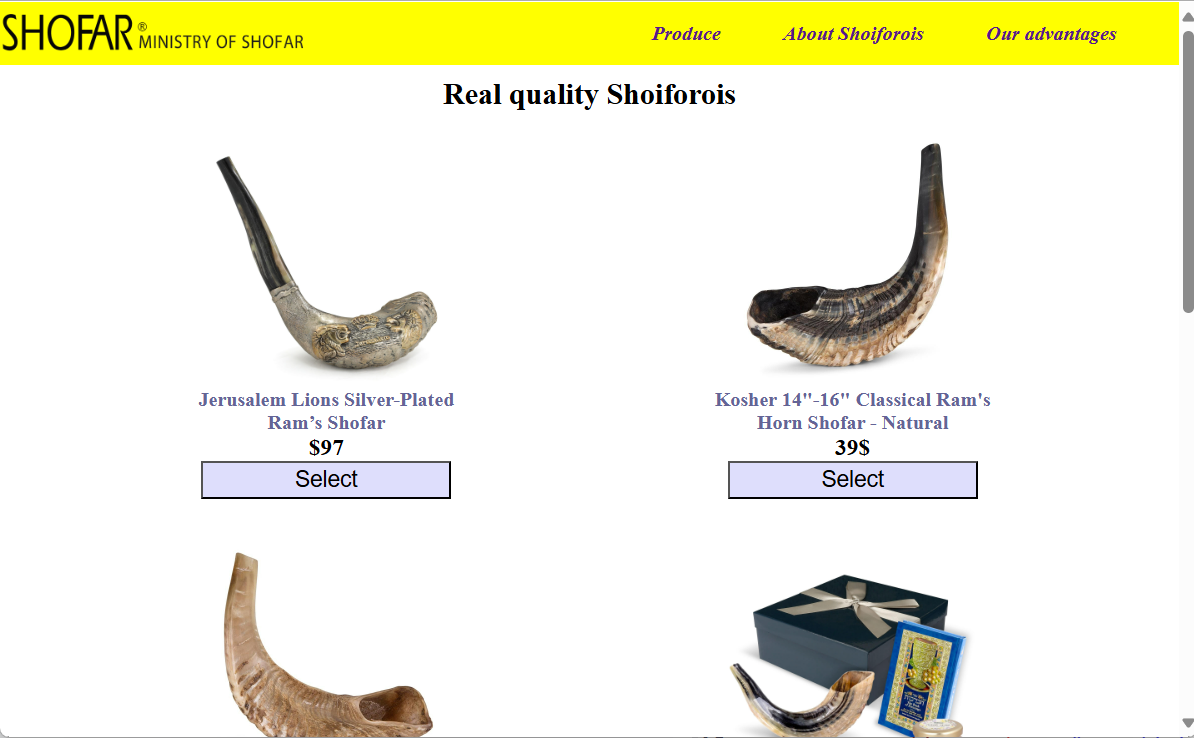 SHOFAR® MINISTRY OF SHOFAR
Produce
About Shoiforois
Our advantages
Real quality Shoiforois
Jerusalem Lions Silver-Plated
Ram’s Shofar
$97
Select
Kosher 14"-16" Classical Ram's
Horn Shofar - Natural
39$
Select